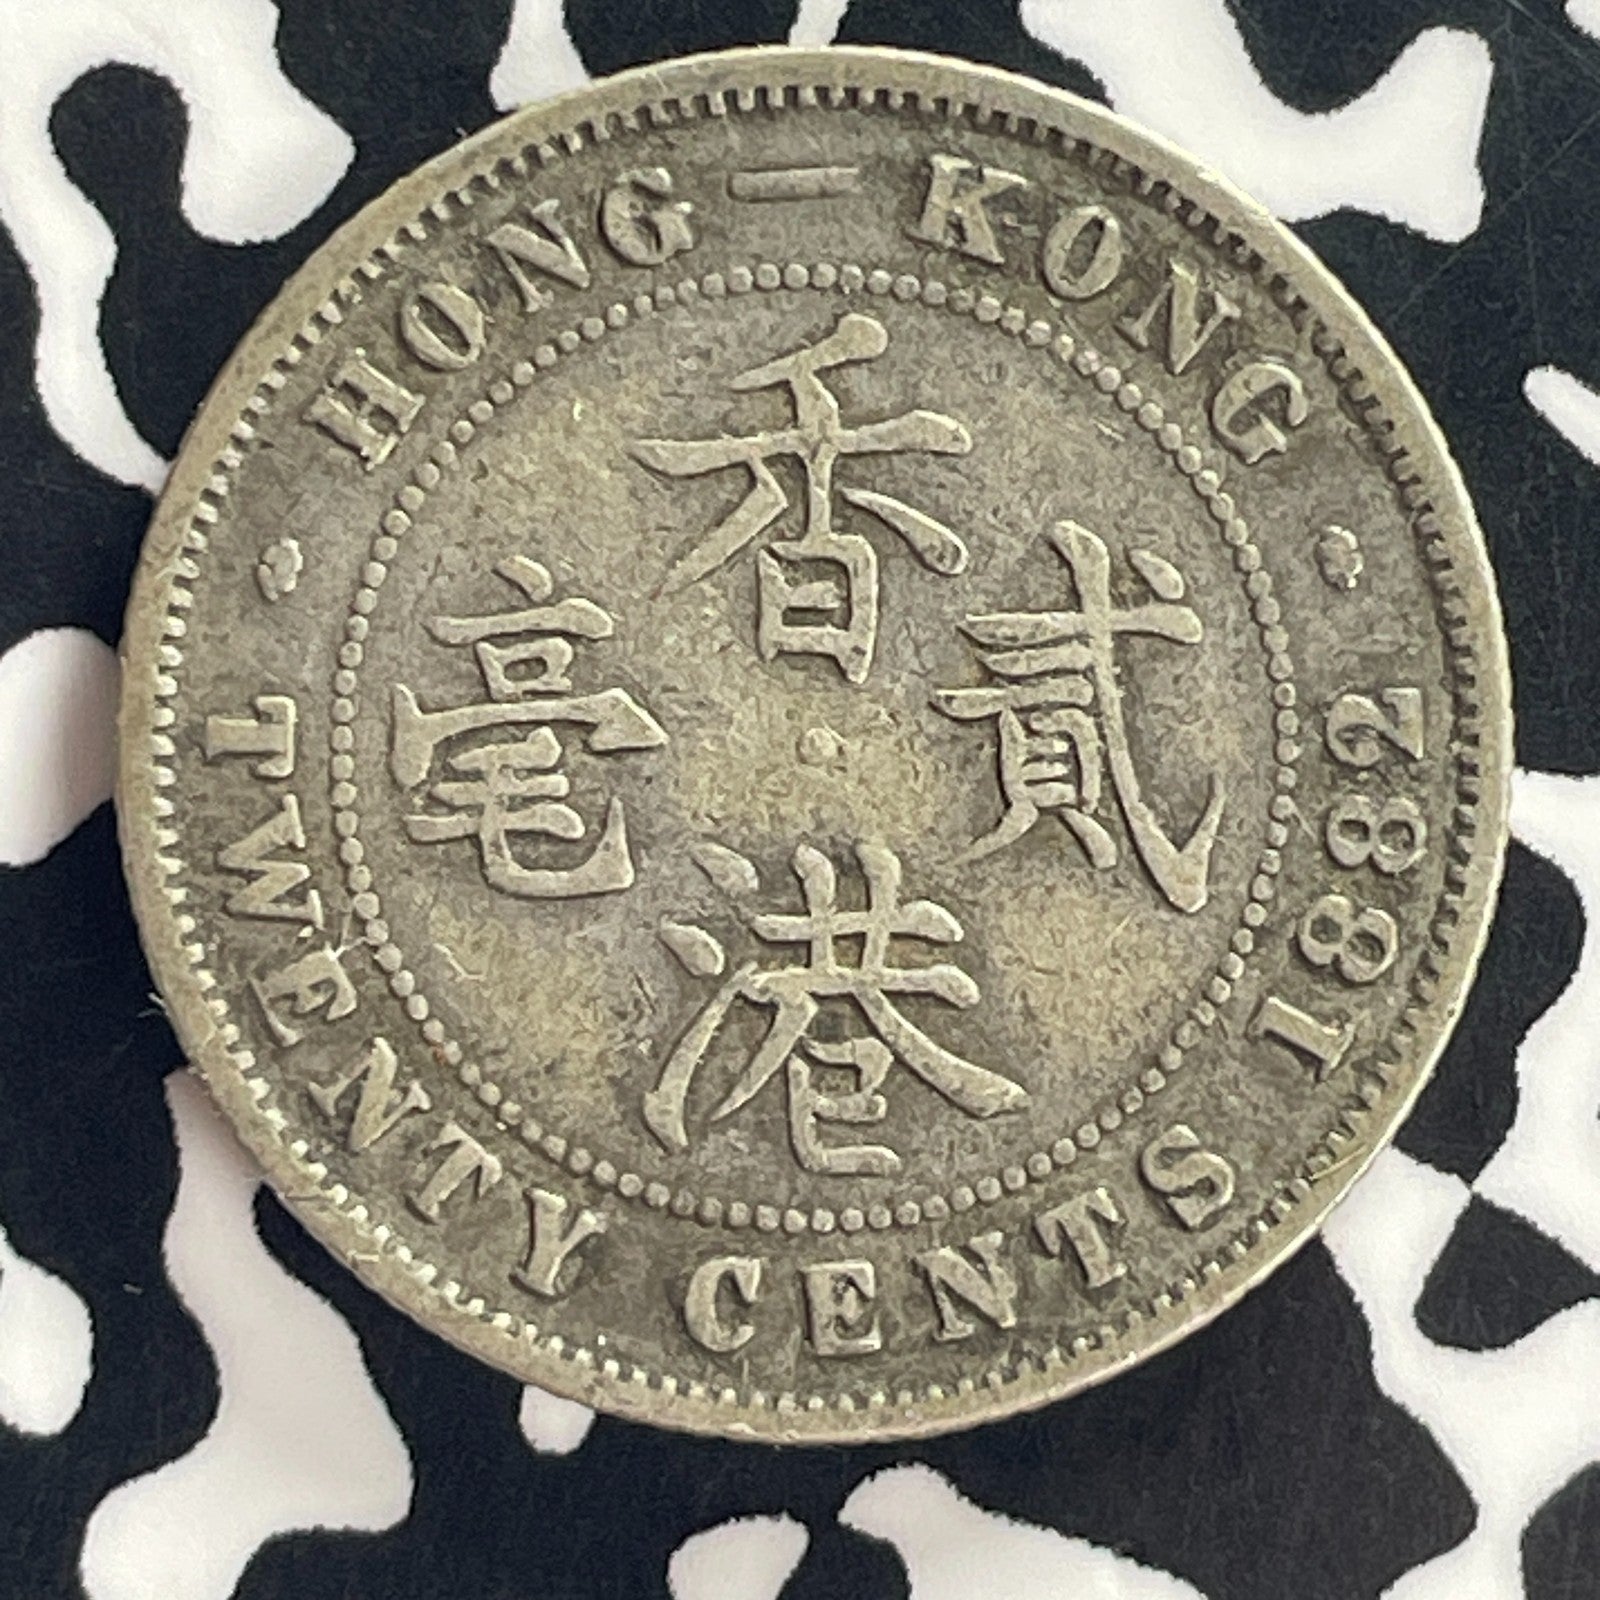 HONG-KONG
香港
貳毫
TWENTY CENTS 1882